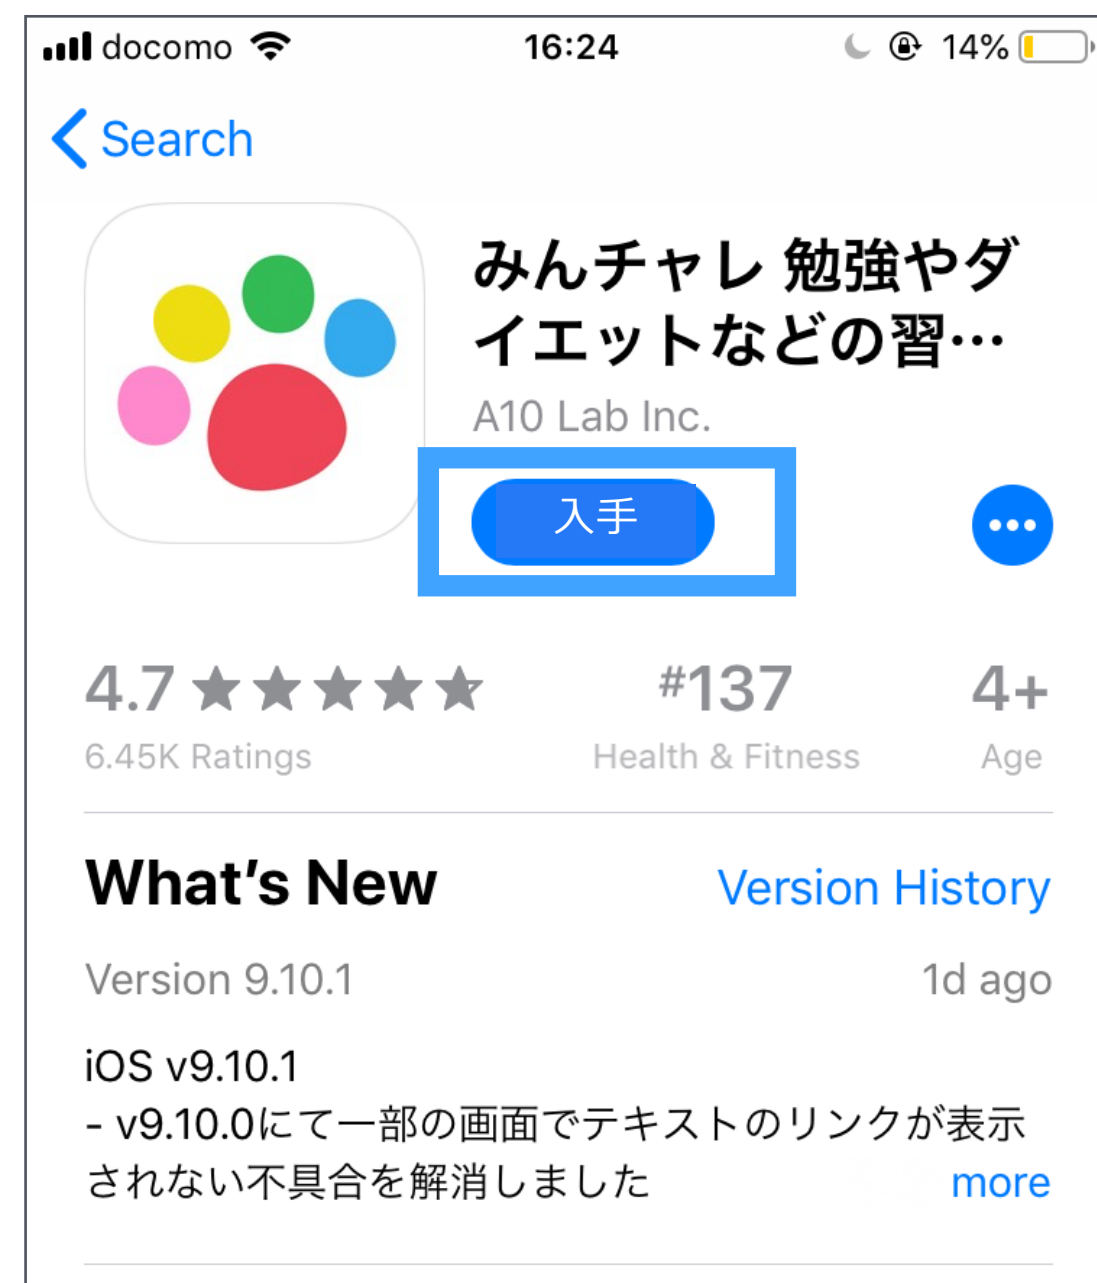 docomo 16:24 14%
Search
みんチャレ 勉強やダ
イエットなどの習…
A10 Lab Inc.
入手
4.7 #137 4+
6.45K Ratings Health & Fitness Age
What's New Version History
Version 9.10.1 1d ago
iOS v9.10.1
- v9.10.0にて一部の画面でテキストのリンクが表示
されない不具合を解消しました more